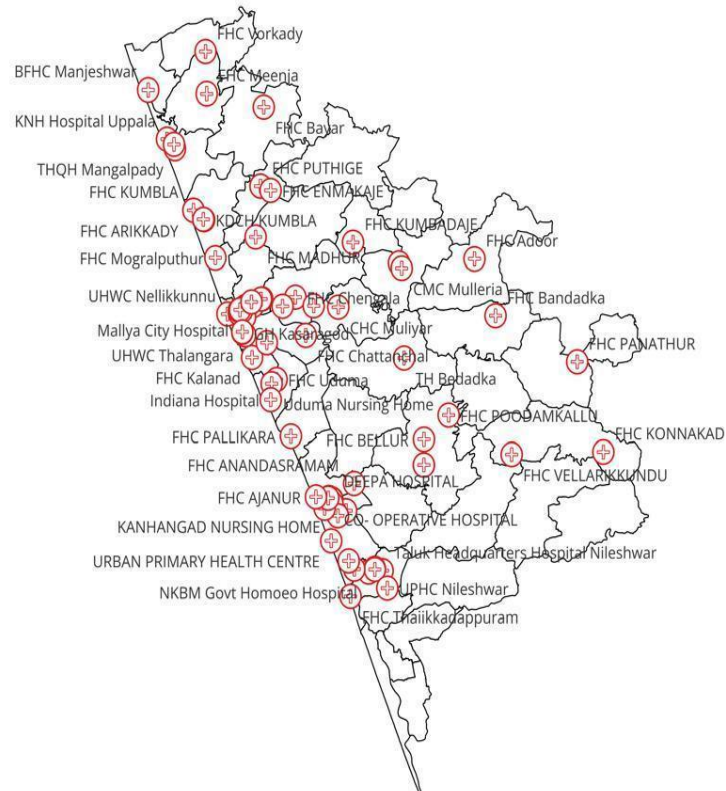 FHC Vorkady
BFHC Manjeshwar
FHC Meenja
KNH Hospital Uppala
FHC Bayar
THQH Mangalpady
FHC PUTHIGE
FHC KUMBLA
FHC ENMAKAJE
KDCH KUMBLA
FHC KUMBADAJE
FHC ARIKKADY
FHC Adoor
FHC Mogralputhur
FHC MADHUR
CMC Mulleria
UHWC Nellikkunnu
FHC Chengala
FHC Bandadka
Mallya City Hospital
GH Kasaragod
CHC Muliyar
FHC PANATHUR
UHWC Thalangara
FHC Chattanchal
TH Bedadka
FHC Kalanad
FHC Uduma
Indiana Hospital
Uduma Nursing Home
FHC POODAMKALLU
FHC PALLIKARA
FHC BELLUR
FHC KONNAKAD
FHC ANANDASRAMAM
FHC VELLARIKKUNDU
DEEPA HOSPITAL
FHC AJANUR
KANHANGAD NURSING HOME
CO- OPERATIVE HOSPITAL
Taluk Headquarters Hospital Nileshwar
URBAN PRIMARY HEALTH CENTRE
NKBM Govt Homoeo Hospital
UPHC Nileshwar
FHC Thaiikkadappuram